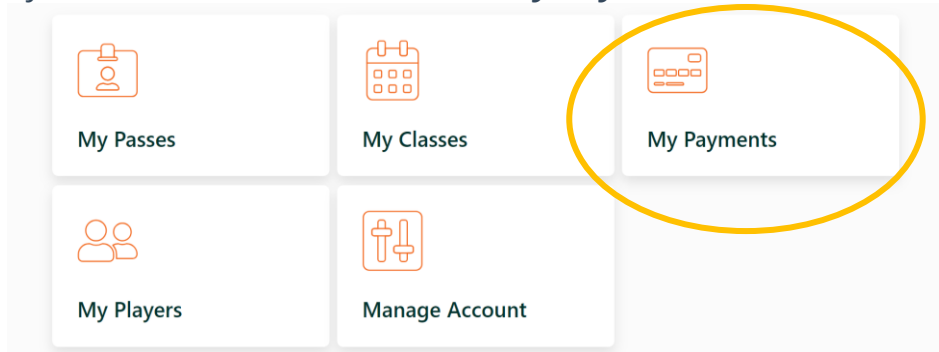 My Passes
My Classes
My Payments
My Players
Manage Account